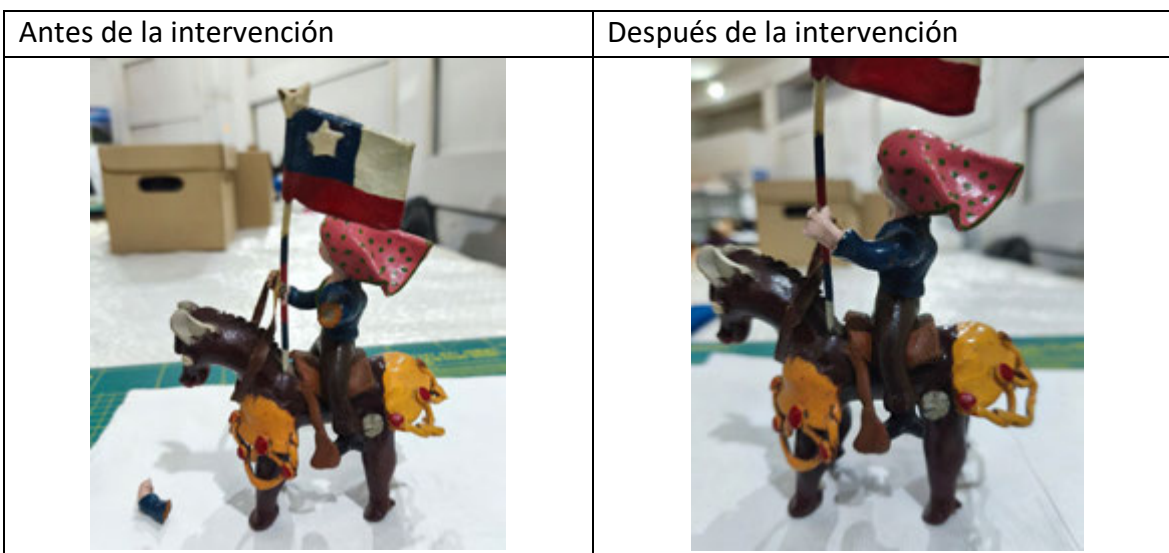 Antes de la intervención
Después de la intervención